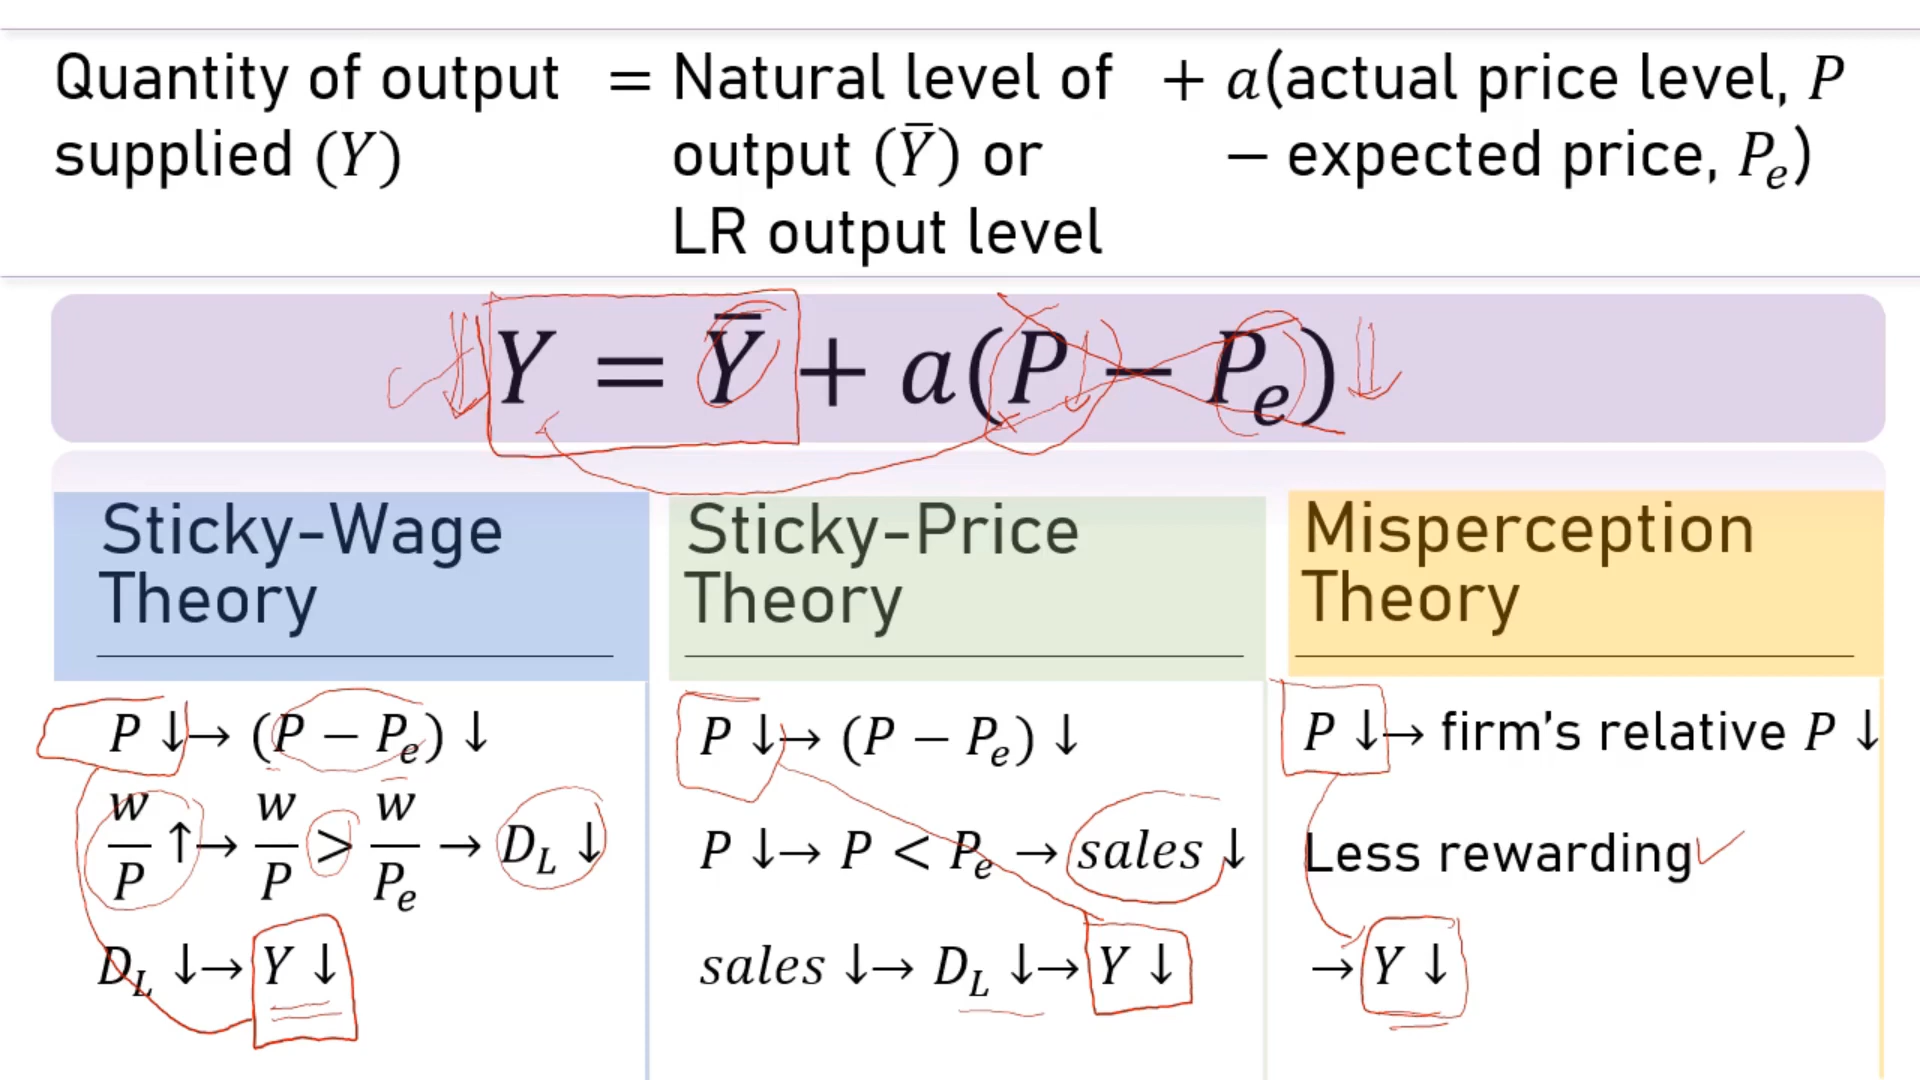 Quantity of output = Natural level of + a(actual price level, P
supplied (Y) output (Ȳ) or − expected price, Pₑ)
LR output level
Y = Ȳ + a(P − Pₑ)
Sticky-Wage
Theory
P ↓→ (P − Pₑ) ↓
w/P ↑→ w/P > w/Pₑ → D_L ↓
D_L ↓→ Y ↓
Sticky-Price
Theory
P ↓→ (P − Pₑ) ↓
P ↓→ P < Pₑ → sales ↓
sales ↓→ D_L ↓→ Y ↓
Misperception
Theory
P ↓→ firm's relative P ↓
Less rewarding
→ Y ↓